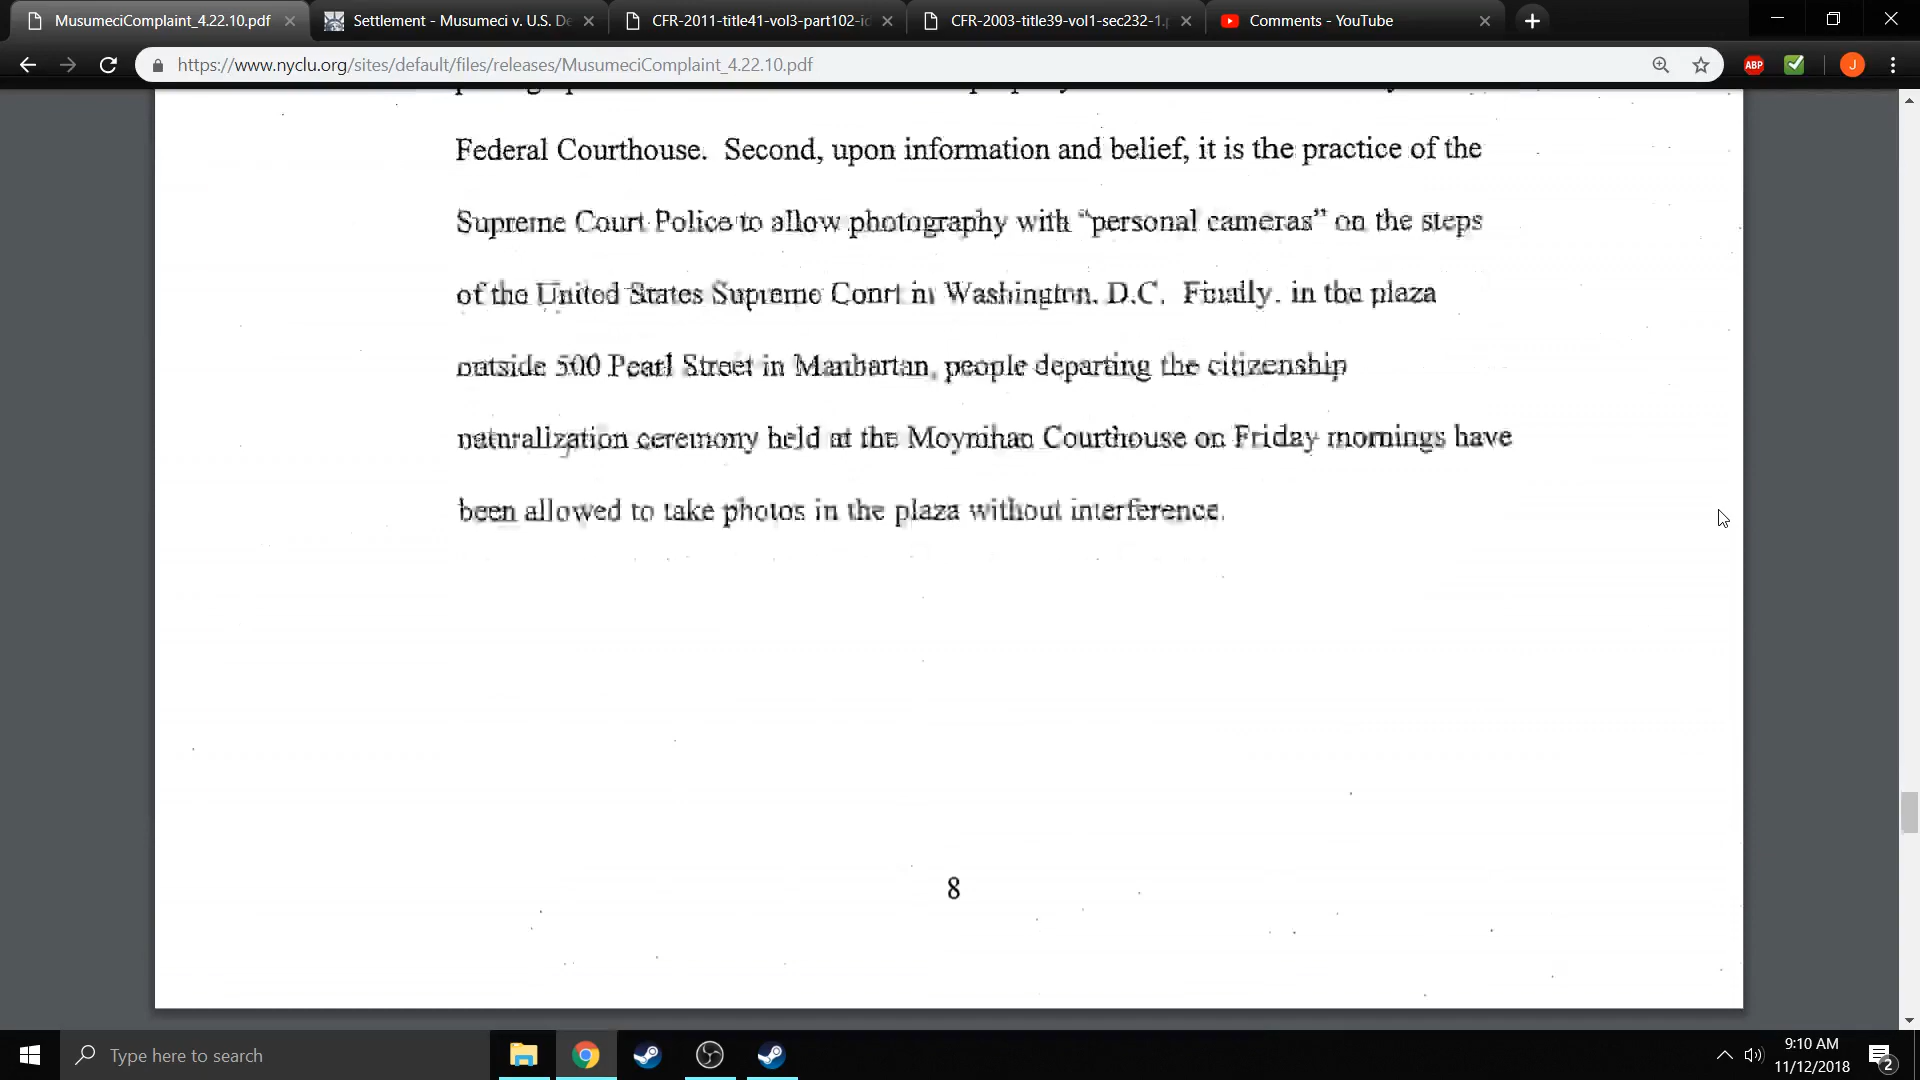 MusumeciComplaint_4.22.10.pdf
Settlement - Musumeci v. U.S. De
CFR-2011-title41-vol3-part102-id
CFR-2003-title39-vol1-sec232-1.p
Comments - YouTube
https://www.nyclu.org/sites/default/files/releases/MusumeciComplaint_4.22.10.pdf
ABP
J
Federal Courthouse. Second, upon information and belief, it is the practice of the
Supreme Court Police to allow photography with “personal cameras” on the steps
of the United States Supreme Court in Washington, D.C. Finally, in the plaza
outside 500 Pearl Street in Manhattan, people departing the citizenship
naturalization ceremony held at the Moynihan Courthouse on Friday mornings have
been allowed to take photos in the plaza without interference.
8
Type here to search
9:10 AM
11/12/2018
2